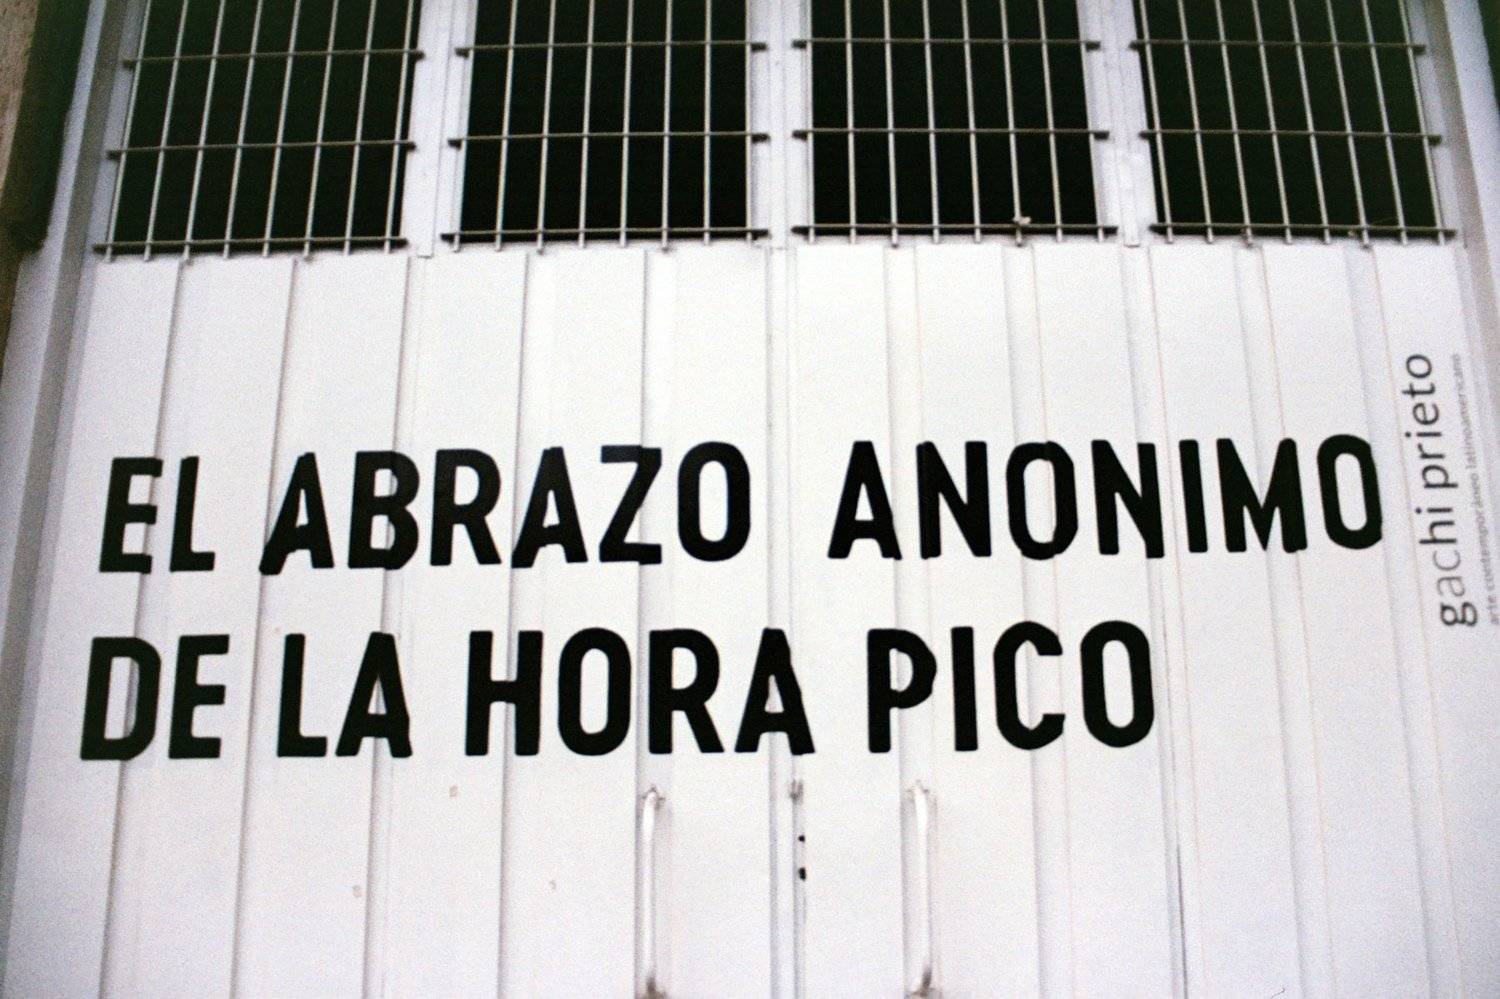 EL ABRAZO ANONIMO
DE LA HORA PICO
gachi prieto
arte contemporáneo latinoamericano